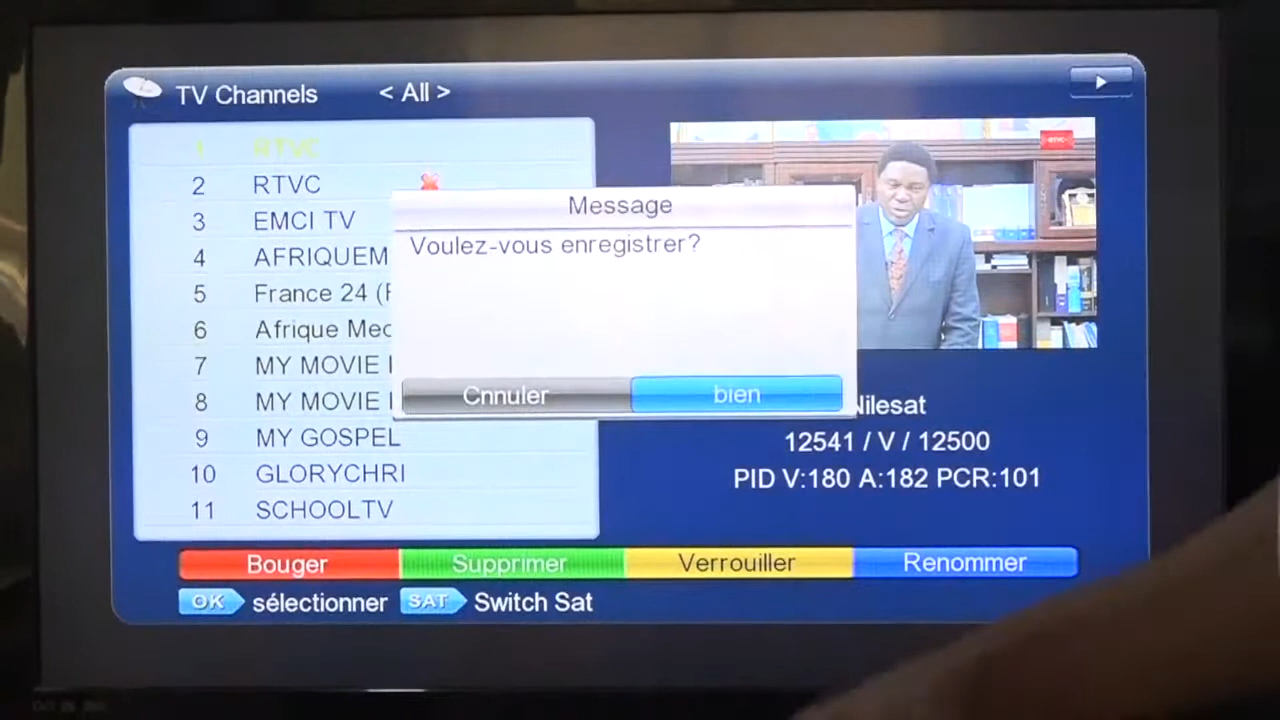 TV Channels < All >
1 RTVC
2 RTVC
3 EMCI TV
4 AFRIQUEM
5 France 24 (F
6 Afrique Med
7 MY MOVIE
8 MY MOVIE
9 MY GOSPEL
10 GLORYCHRI
11 SCHOOLTV
RTVC
Message
Voulez-vous enregistrer?
Cnnuler bien
Nilesat
12541 / V / 12500
PID V:180 A:182 PCR:101
Bouger Supprimer Verrouiller Renommer
OK sélectionner SAT Switch Sat